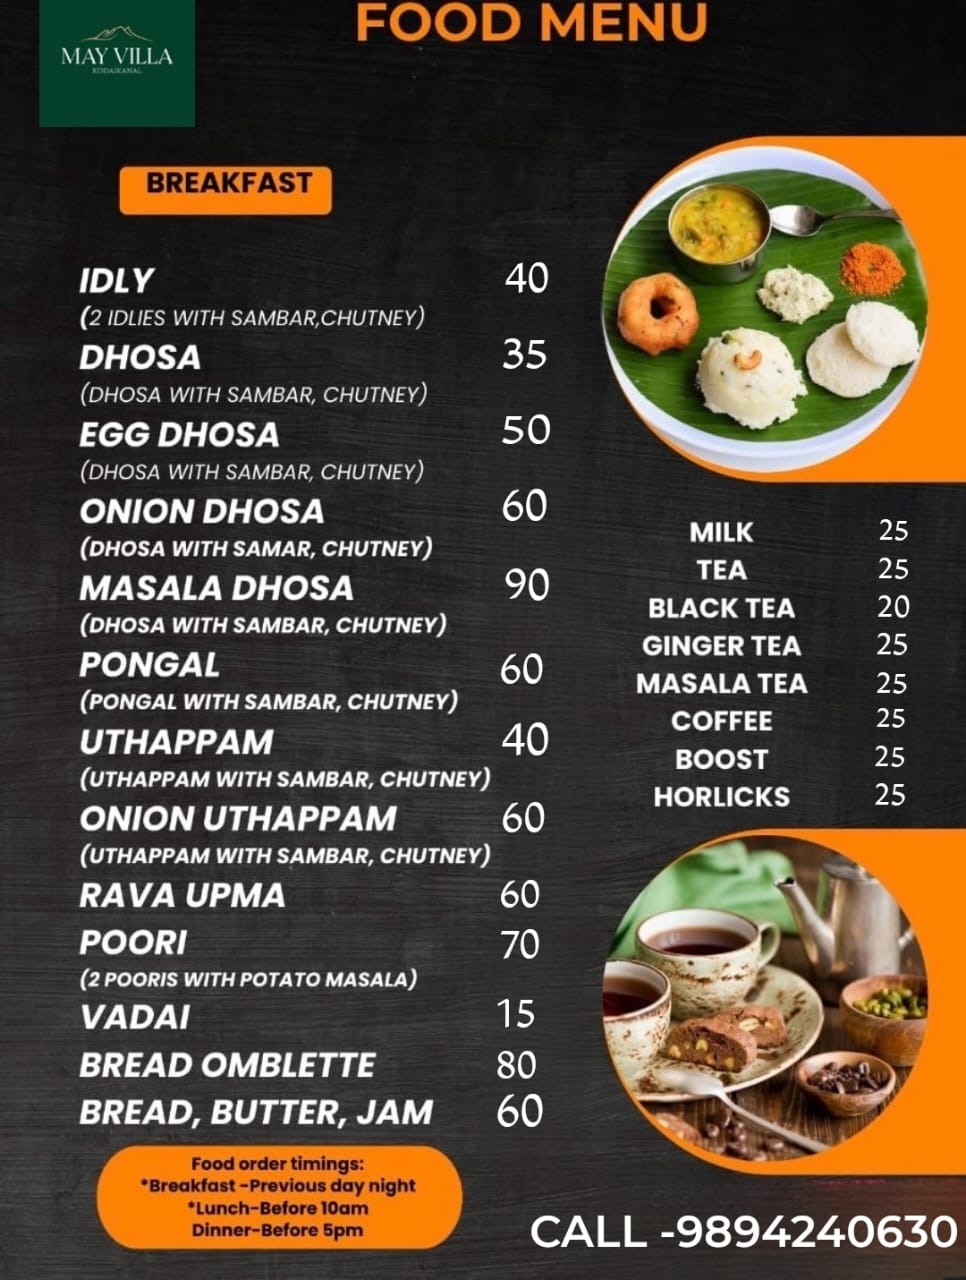 MAY VILLA
KODAIKANAL
FOOD MENU
BREAKFAST
IDLY 40
(2 IDLIES WITH SAMBAR,CHUTNEY)
DHOSA 35
(DHOSA WITH SAMBAR, CHUTNEY)
EGG DHOSA 50
(DHOSA WITH SAMBAR, CHUTNEY)
ONION DHOSA 60
(DHOSA WITH SAMAR, CHUTNEY)
MASALA DHOSA 90
(DHOSA WITH SAMBAR, CHUTNEY)
PONGAL 60
(PONGAL WITH SAMBAR, CHUTNEY)
UTHAPPAM 40
(UTHAPPAM WITH SAMBAR, CHUTNEY)
ONION UTHAPPAM 60
(UTHAPPAM WITH SAMBAR, CHUTNEY)
RAVA UPMA 60
POORI 70
(2 POORIS WITH POTATO MASALA)
VADAI 15
BREAD OMBLETTE 80
BREAD, BUTTER, JAM 60
MILK 25
TEA 25
BLACK TEA 20
GINGER TEA 25
MASALA TEA 25
COFFEE 25
BOOST 25
HORLICKS 25
Food order timings:
*Breakfast -Previous day night
*Lunch-Before 10am
Dinner-Before 5pm
CALL -9894240630